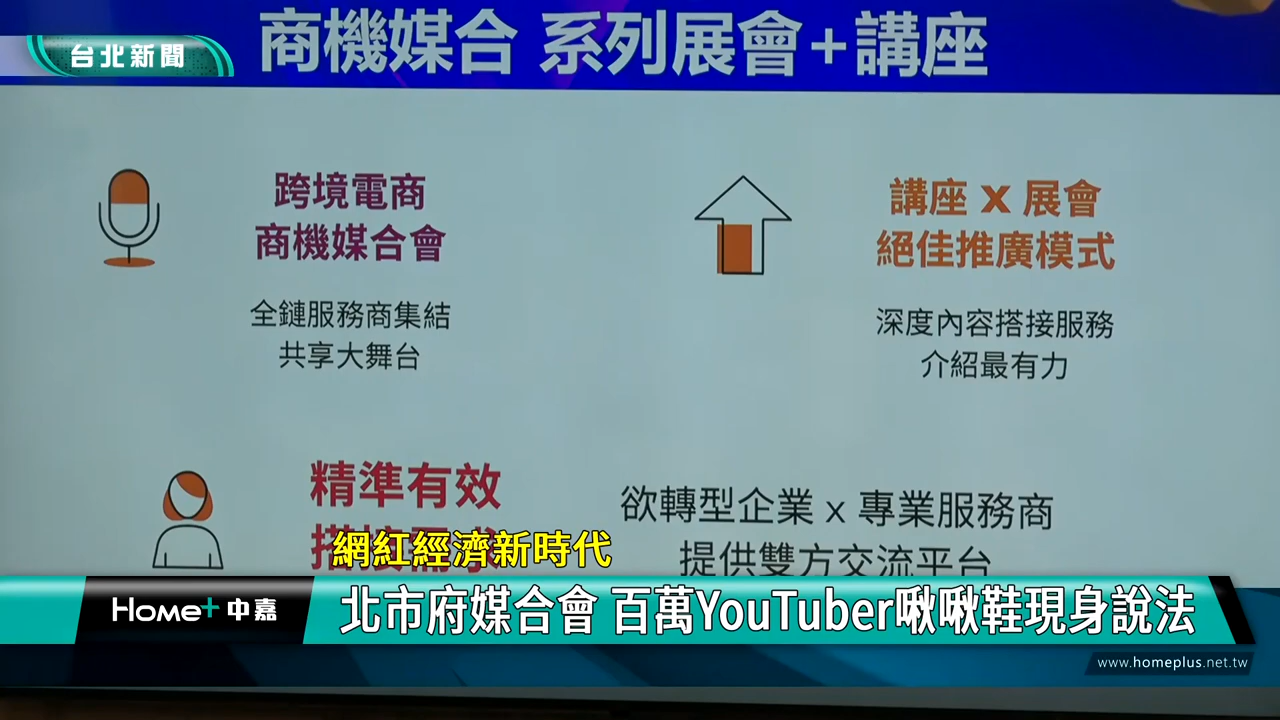 台北新聞
商機媒合 系列展會+講座
跨境電商
商機媒合會
全鏈服務商集結
共享大舞台
講座 X 展會
絕佳推廣模式
深度內容搭接服務
介紹最有力
精準有效
搭接需求
欲轉型企業 x 專業服務商
提供雙方交流平台
網紅經濟新時代
Home+ 中嘉
北市府媒合會 百萬YouTuber啾啾鞋現身說法
www.homeplus.net.tw